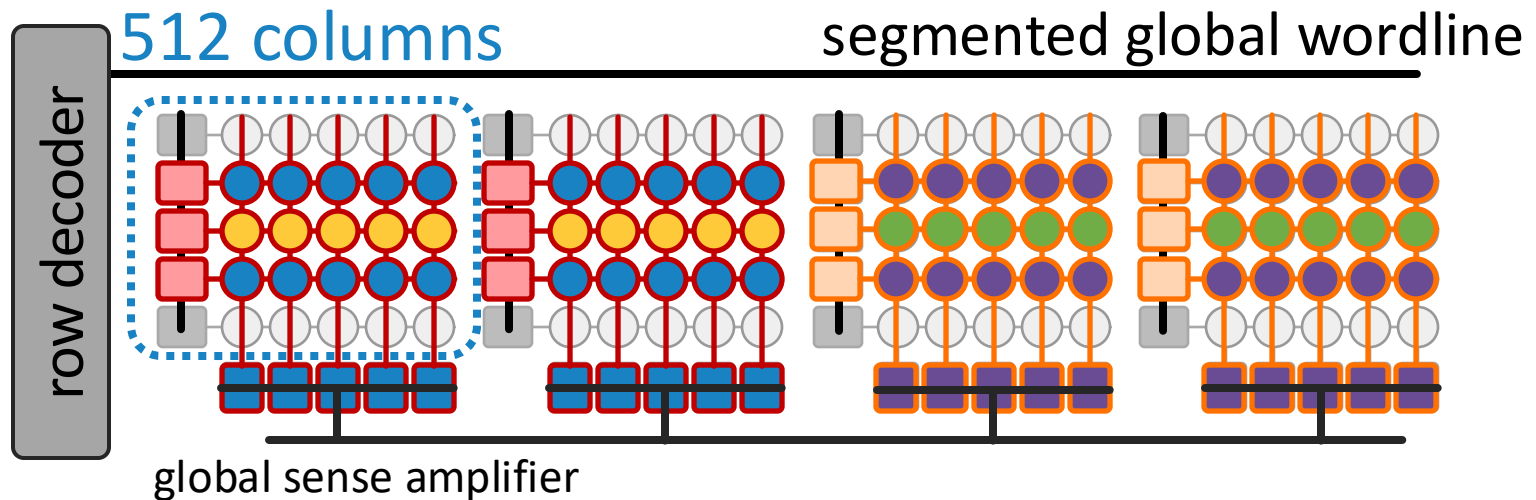 512 columns
segmented global wordline
row decoder
global sense amplifier